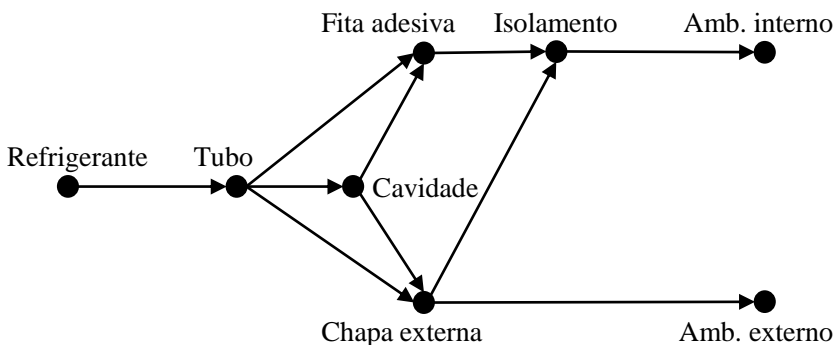 Fita adesiva
Isolamento
Amb. interno
Refrigerante
Tubo
Cavidade
Chapa externa
Amb. externo